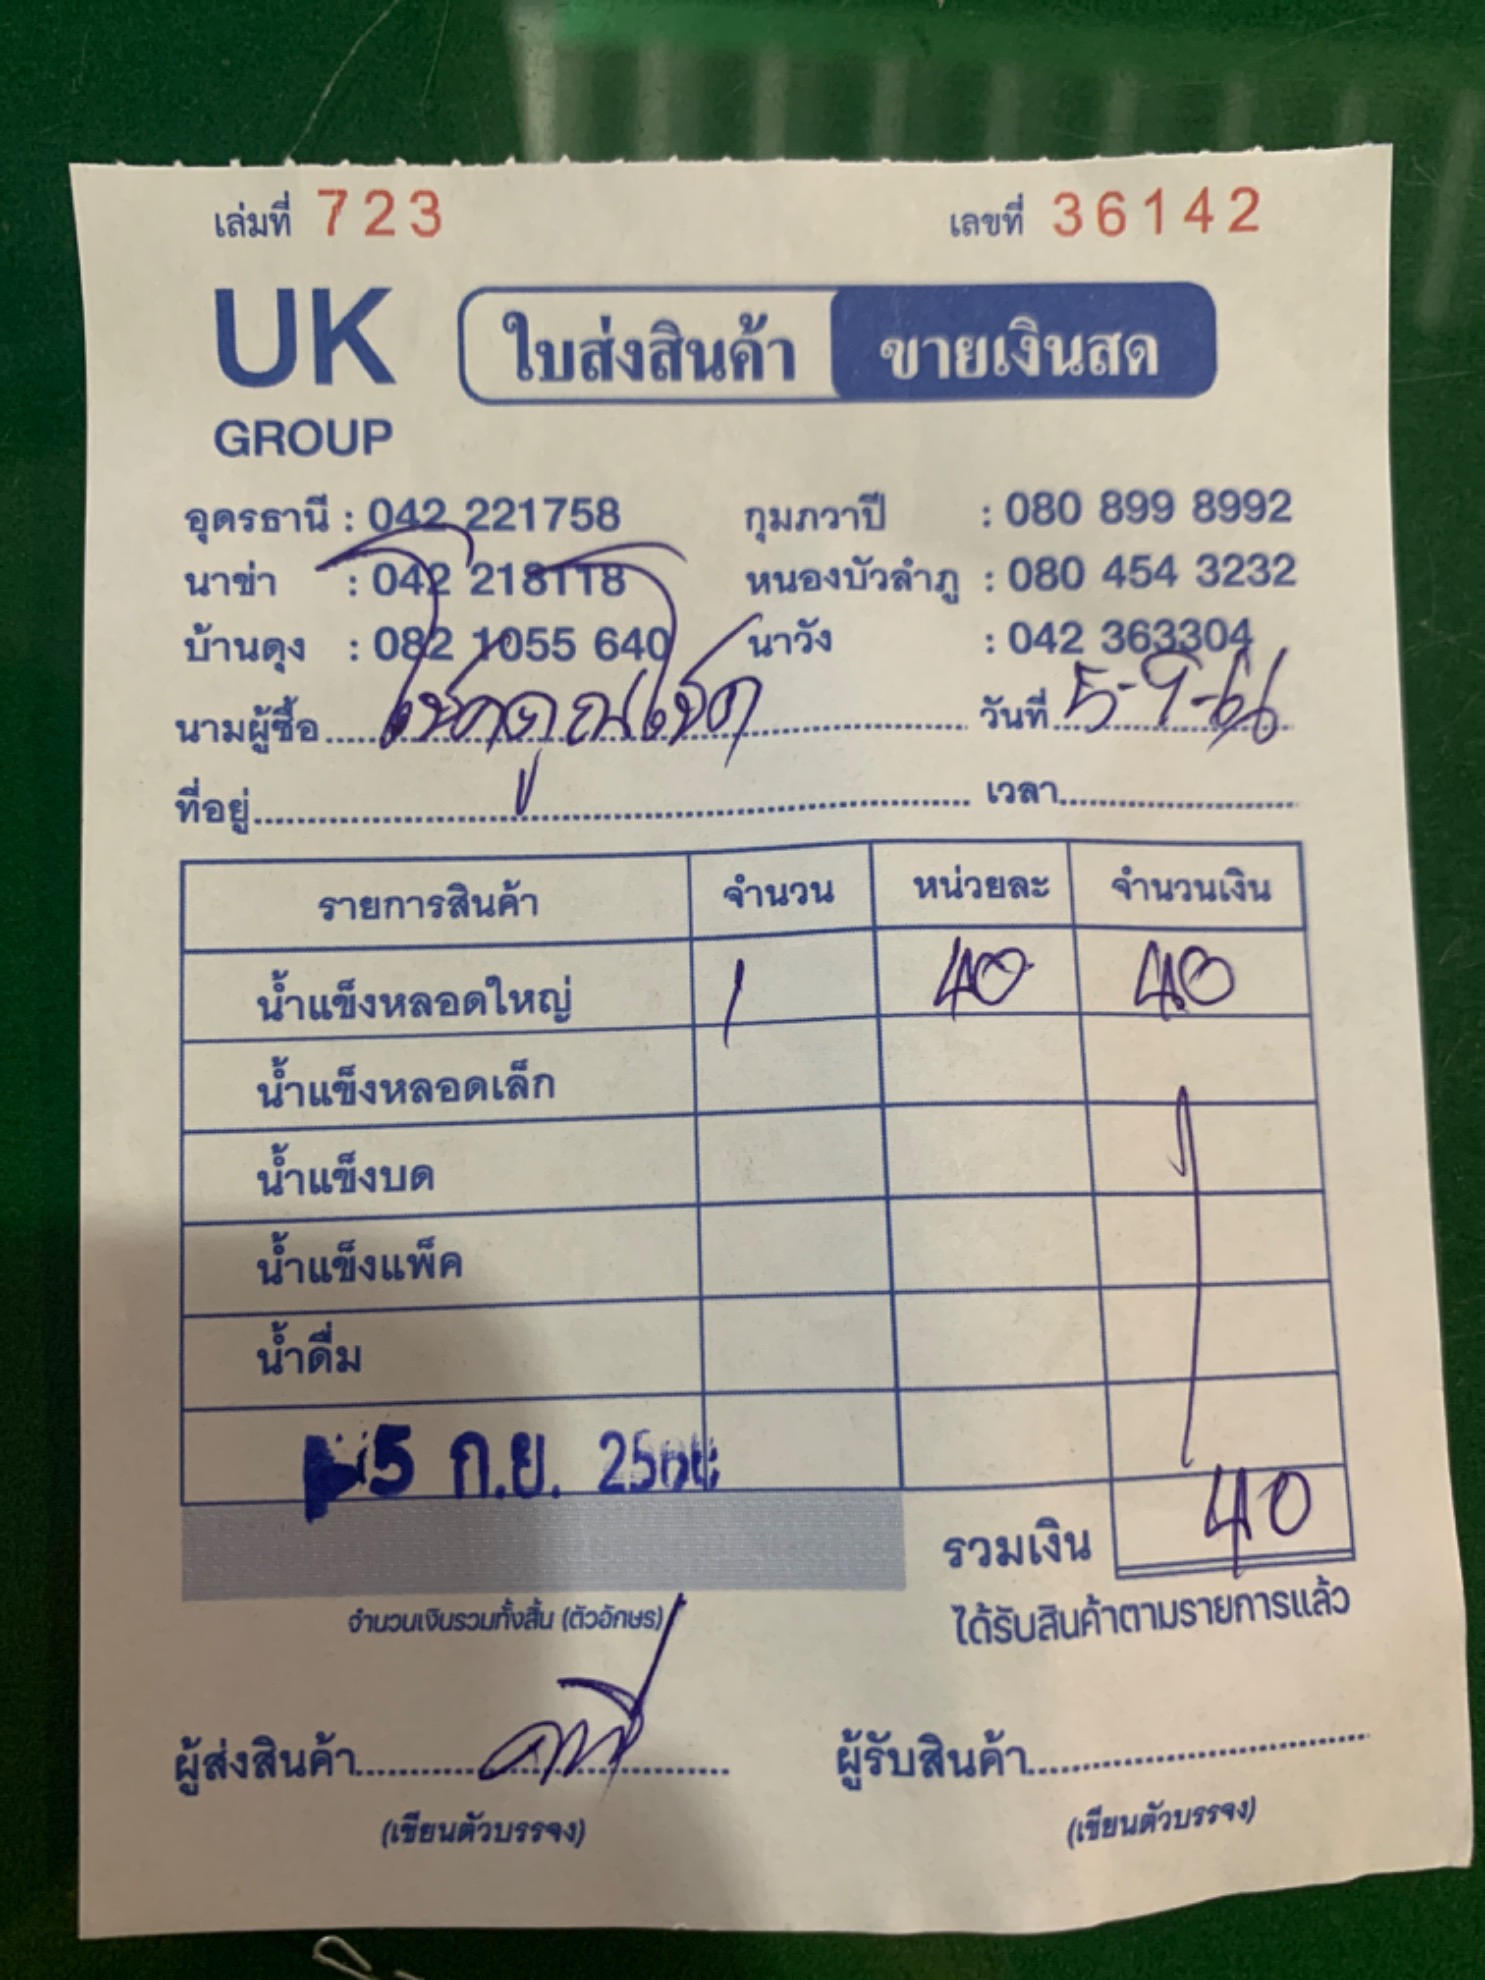 เล่มที่ 723 เลขที่ 36142
UK GROUP
ใบส่งสินค้า ขายเงินสด
อุดรธานี : 042 221758 กุมภวาปี : 080 899 8992
นาข่า : 042 218118 หนองบัวลำภู : 080 454 3232
บ้านดุง : 082 1055 640 นาวัง : 042 363304
นามผู้ซื้อ โชคคูณโชค วันที่ 5-9-66
ที่อยู่ เวลา
รายการสินค้า จำนวน หน่วยละ จำนวนเงิน
น้ำแข็งหลอดใหญ่ 1 40 40
น้ำแข็งหลอดเล็ก
น้ำแข็งบด
น้ำแข็งแพ็ค
น้ำดื่ม
5 ก.ย.
รวมเงิน 40
จำนวนเงินรวมทั้งสิ้น (ตัวอักษร)
ได้รับสินค้าตามรายการแล้ว
ผู้ส่งสินค้า ผู้รับสินค้า
(เขียนตัวบรรจง) (เขียนตัวบรรจง)